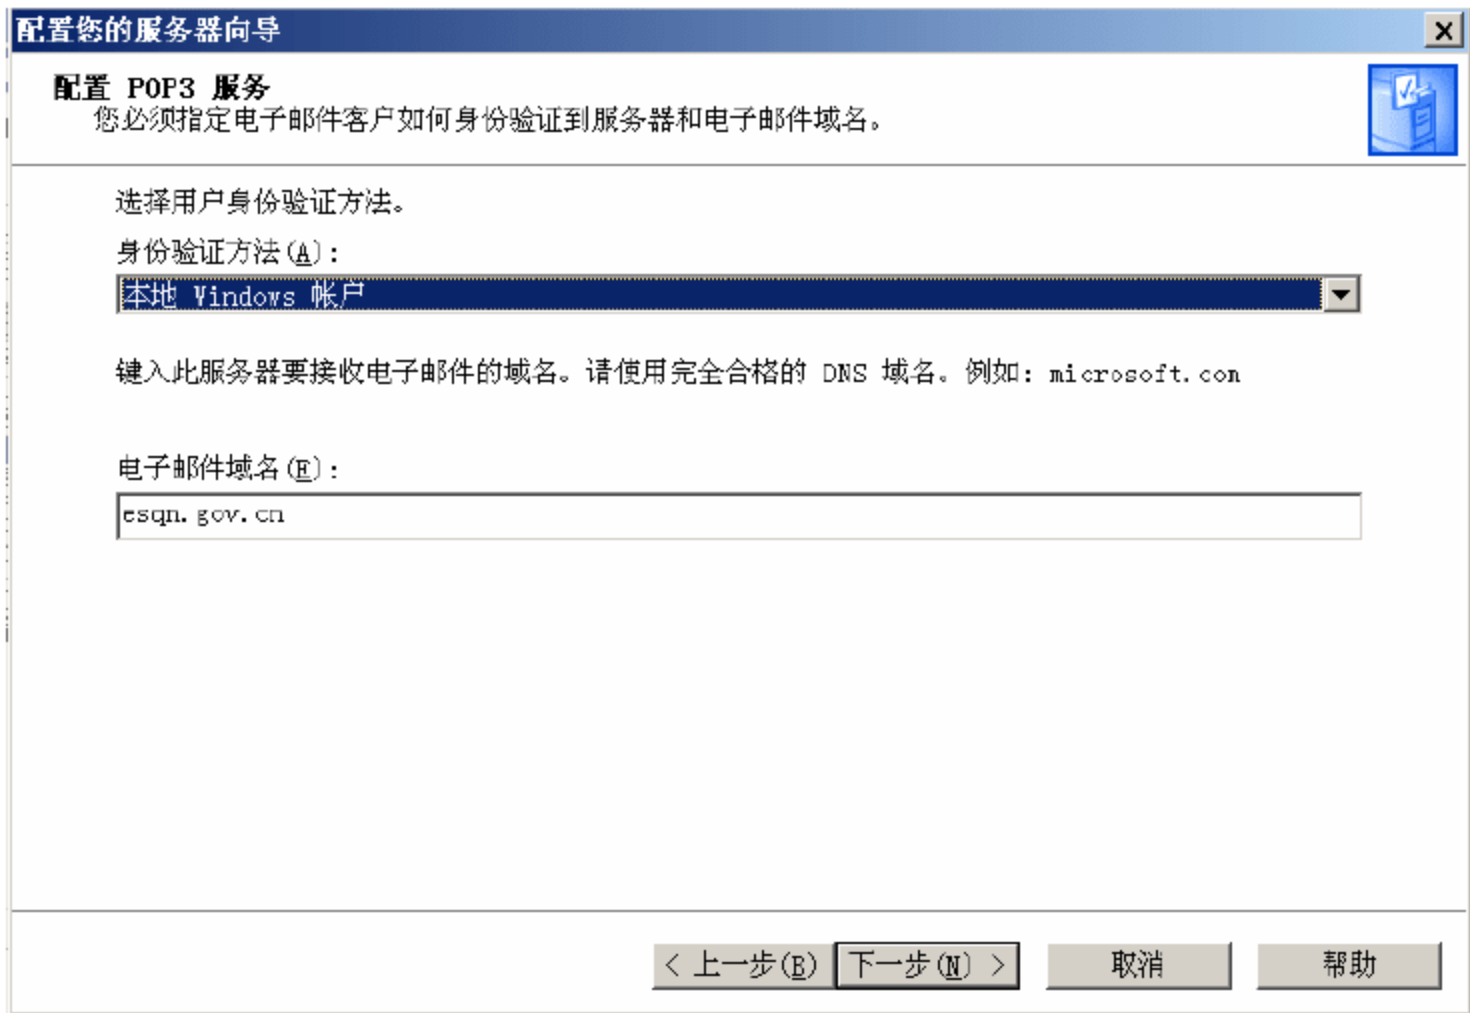 配置您的服务器向导
配置 POP3 服务
您必须指定电子邮件客户如何身份验证到服务器和电子邮件域名。
选择用户身份验证方法。
身份验证方法(A):
本地 Windows 帐户
键入此服务器要接收电子邮件的域名。请使用完全合格的 DNS 域名。例如: microsoft.com
电子邮件域名(E):
esqn.gov.cn
< 上一步(B) 下一步(N) > 取消 帮助